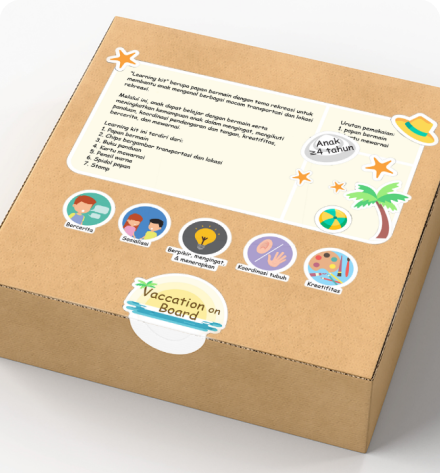 "Learning kit" berupa papan bermain dengan tema rekreasi untuk
membantu anak mengenal berbagai macam transportasi dan lokasi
rekreasi.
Melalui ini, anak dapat belajar dengan bermain serta
meningkatkan kemampuan anak dalam mengingat, mengikuti
panduan, koordinasi pendengaran dan tangan, kreatifitas,
bercerita, dan mewarnai.
Learning kit ini terdiri dari:
1. Papan bermain
2. Chips bergambar transportasi dan lokasi
3. Buku panduan
4. Kartu mewarnai
5. Pensil warna
6. Spidol papan
7. Stamp
Urutan pemakaian:
1. papan bermain
mewarnai
Anak
≥4 tahun
Bercerita
Sosialisasi
Berpikir, mengingat
& menerapkan
Koordinasi tubuh
Kreatifitas
Vaccation on
Board